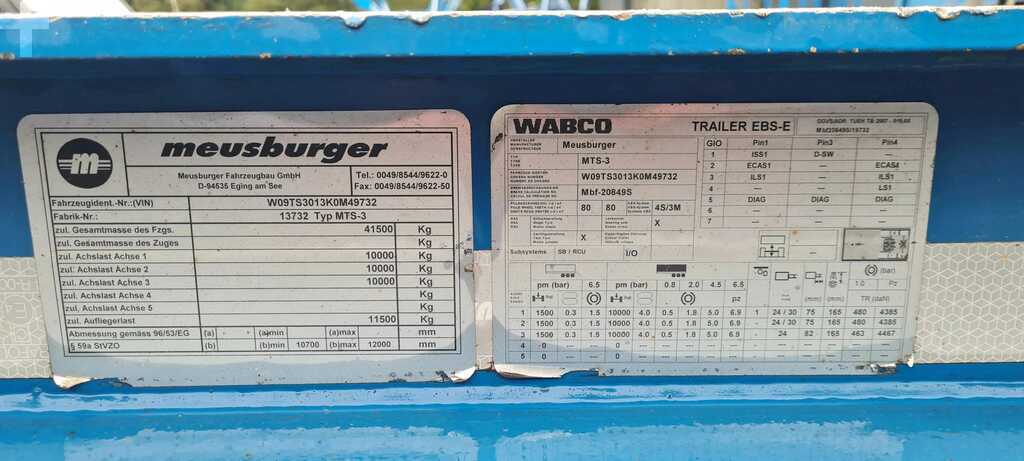 m meusburger
Meusburger Fahrzeugbau GmbH
D-94535 Eging am See
Tel.: 0049/8544/9622-0
Fax: 0049/8544/9622-50
Fahrzeugident.-Nr.:(VIN) W09TS3013K0M49732
Fabrik-Nr.: 13732 Typ MTS-3
zul. Gesamtmasse des Fzgs. 41500 Kg
zul. Gesamtmasse des Zuges Kg
zul. Achslast Achse 1 10000 Kg
zul. Achslast Achse 2 10000 Kg
zul. Achslast Achse 3 10000 Kg
zul. Achslast Achse 4 Kg
zul. Achslast Achse 5 Kg
zul. Aufliegerlast 11500 Kg
Abmessung gemäss 96/53/EG (a) - - (a)min (a)max mm
§ 59a StVZO (b) (b)min 10700 (b)max 12000 mm
WABCO TRAILER EBS-E
Meusburger
MTS-3
W09TS3013K0M49732
Mbf-20849S
80 80 4S/3M
X
X
Subsystems SB / RCU I/O
GIO Pin1 Pin3 Pin4
1 ISS1 D-SW —
2 ECAS1 — ECAS4
3 ILS1 — ILS1
4 — — LS1
5 DIAG DIAG DIAG
6 — — —
7 — — —
(bar)
1.0 Pz
pm (bar) 6.5 pm (bar) 0.8 2.0 4.5 6.5
pz TR (daN)
1 1500 0.3 1.5 10000 4.0 0.5 1.8 5.0 6.9 1 24 / 30 75 165 480 4385
2 1500 0.3 1.5 10000 4.0 0.5 1.8 5.0 6.9 - 24 / 30 75 165 480 4385
3 1500 0.3 1.5 10000 4.0 0.5 1.8 5.0 6.9 - 24 82 165 463 4467
4 0 — — 0
5 0 — — 0